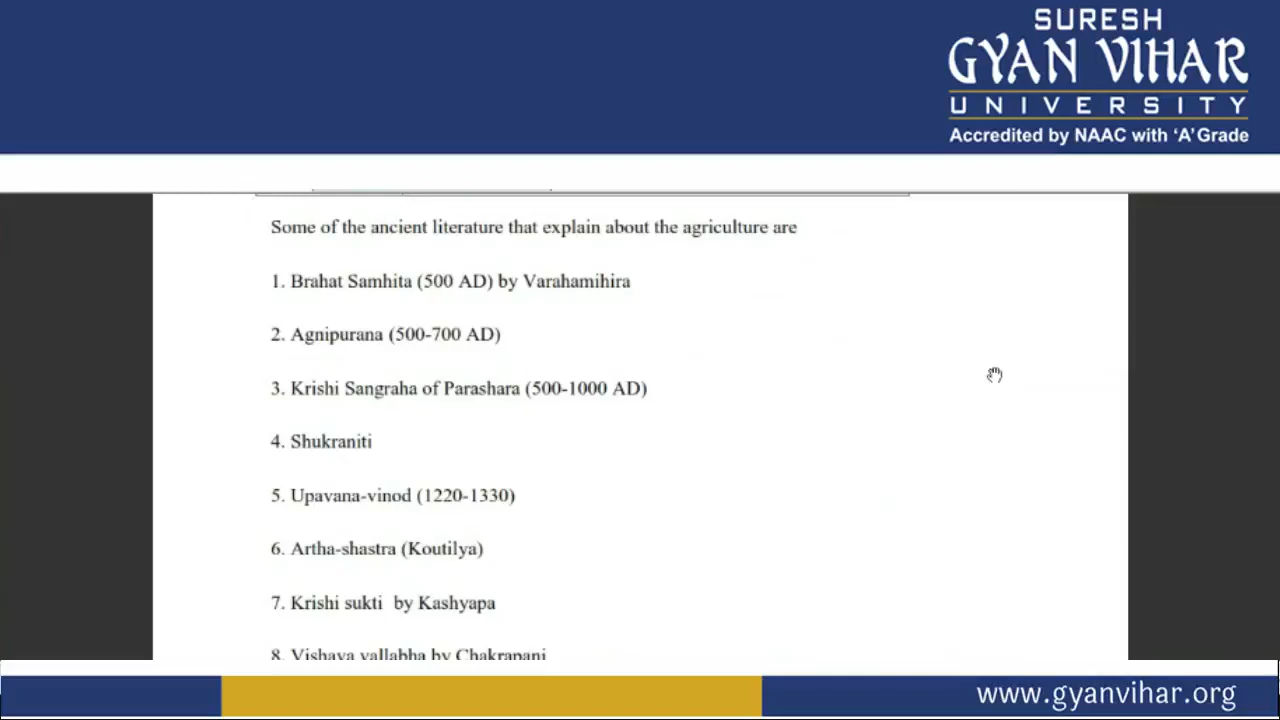 SURESH
GYAN VIHAR
UNIVERSITY
Accredited by NAAC with ‘A’ Grade
Some of the ancient literature that explain about the agriculture are
1. Brahat Samhita (500 AD) by Varahamihira
2. Agnipurana (500-700 AD)
3. Krishi Sangraha of Parashara (500-1000 AD)
4. Shukraniti
5. Upavana-vinod (1220-1330)
6. Artha-shastra (Koutilya)
7. Krishi sukti by Kashyapa
8. Vishava vallabha by Chakrapani
www.gyanvihar.org